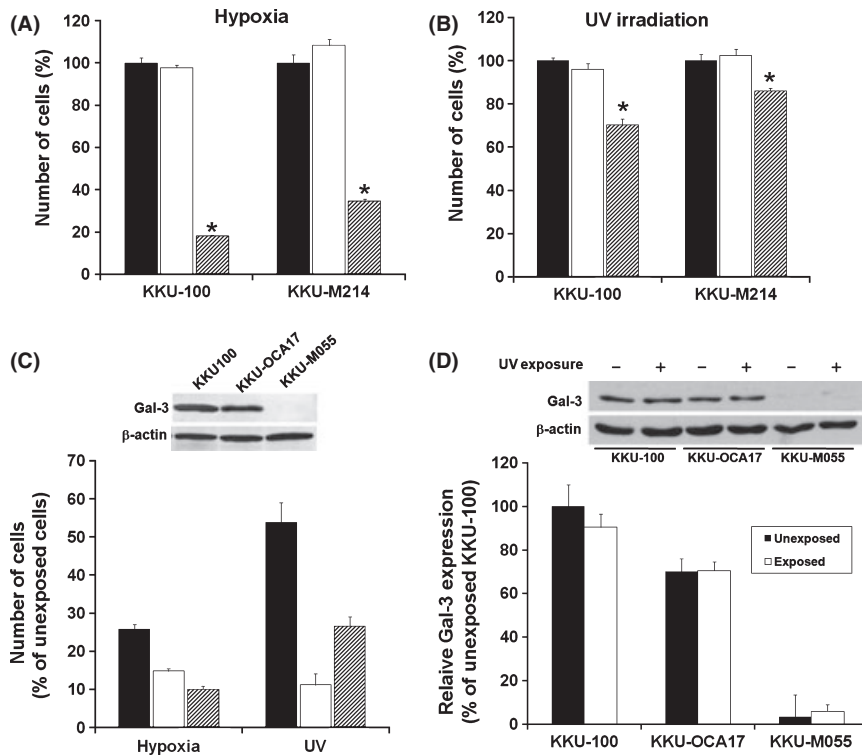 (A)
Hypoxia
Number of cells (%)
120
100
80
60
40
20
0
*
*
KKU-100
KKU-M214
(B)
UV irradiation
Number of cells (%)
120
100
80
60
40
20
0
*
*
KKU-100
KKU-M214
(C)
KKU100
KKU-OCA17
KKU-M055
Gal-3
β-actin
Number of cells
(% of unexposed cells)
70
60
50
40
30
20
10
0
Hypoxia
UV
(D)
UV exposure – + – + – +
Gal-3
β-actin
KKU-100 KKU-OCA17 KKU-M055
Relaive Gal-3 expression
(% of unexposed KKU-100)
120
100
80
60
40
20
0
Unexposed
Exposed
KKU-100
KKU-OCA17
KKU-M055